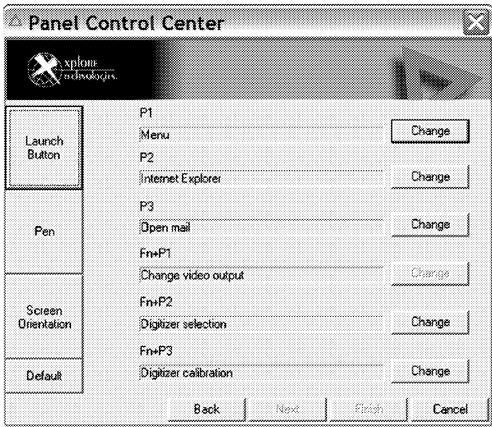 Panel Control Center
xplore
technologies.
Launch
Button
Pen
Screen
Orientation
Default
P1
Menu
Change
P2
Internet Explorer
Change
P3
Open mail
Change
Fn+P1
Change video output
Change
Fn+P2
Digitizer selection
Change
Fn+P3
Digitizer calibration
Change
Back
Next
Finish
Cancel